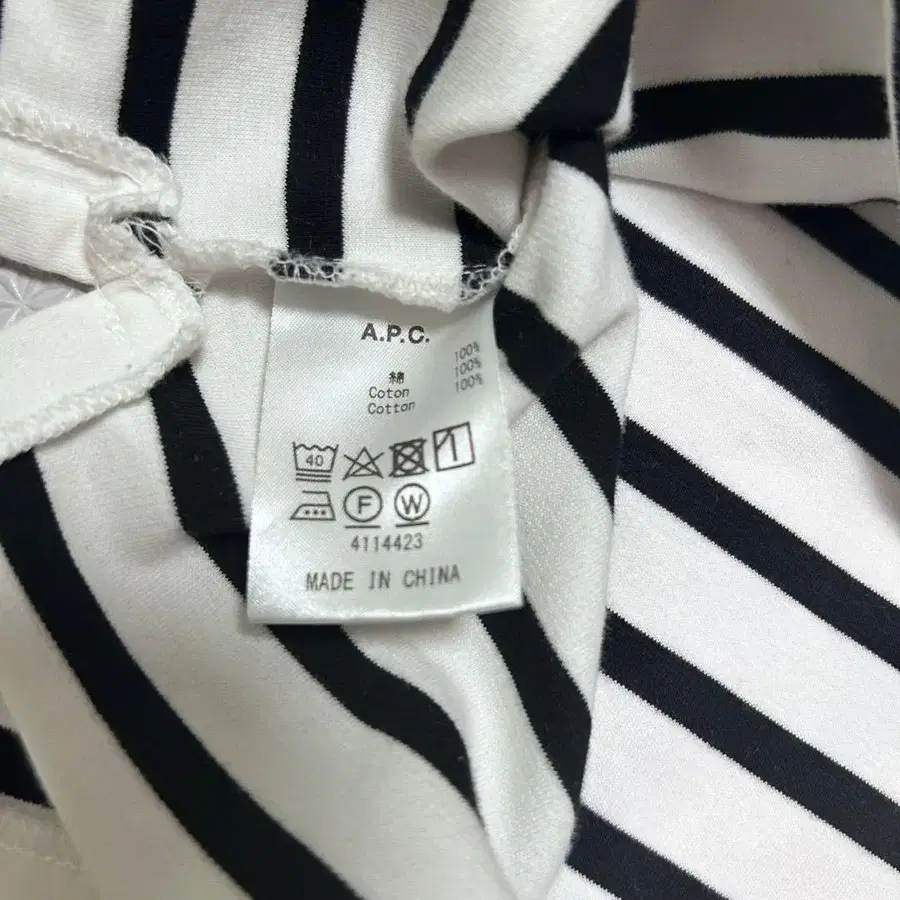 A.P.C.
綿 100%
Coton 100%
Cotton 100%
40
F W
4114423
MADE IN CHINA